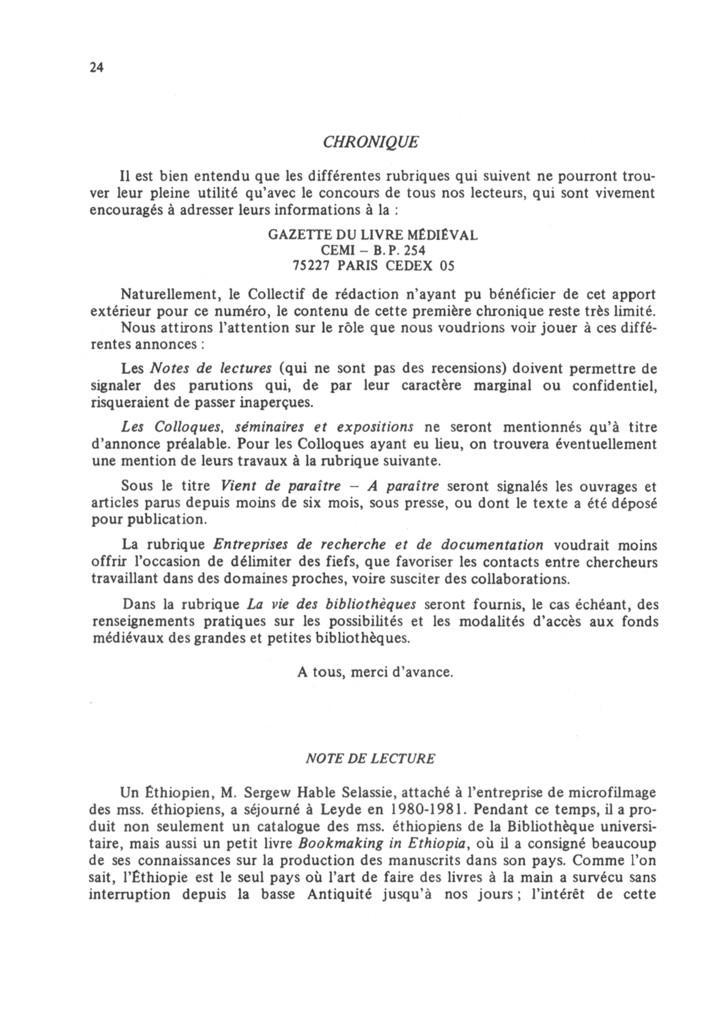 24
CHRONIQUE
Il est bien entendu que les différentes rubriques qui suivent ne pourront trou-
ver leur pleine utilité qu'avec le concours de tous nos lecteurs, qui sont vivement
encouragés à adresser leurs informations à la :
GAZETTE DU LIVRE MÉDIÉVAL
CEMI – B. P. 254
75227 PARIS CEDEX 05
Naturellement, le Collectif de rédaction n'ayant pu bénéficier de cet apport
extérieur pour ce numéro, le contenu de cette première chronique reste très limité.
Nous attirons l'attention sur le rôle que nous voudrions voir jouer à ces diffé-
rentes annonces :
Les Notes de lectures (qui ne sont pas des recensions) doivent permettre de
signaler des parutions qui, de par leur caractère marginal ou confidentiel,
risqueraient de passer inaperçues.
Les Colloques, séminaires et expositions ne seront mentionnés qu'à titre
d'annonce préalable. Pour les Colloques ayant eu lieu, on trouvera éventuellement
une mention de leurs travaux à la rubrique suivante.
Sous le titre Vient de paraître – A paraître seront signalés les ouvrages et
articles parus depuis moins de six mois, sous presse, ou dont le texte a été déposé
pour publication.
La rubrique Entreprises de recherche et de documentation voudrait moins
offrir l'occasion de délimiter des fiefs, que favoriser les contacts entre chercheurs
travaillant dans des domaines proches, voire susciter des collaborations.
Dans la rubrique La vie des bibliothèques seront fournis, le cas échéant, des
renseignements pratiques sur les possibilités et les modalités d'accès aux fonds
médiévaux des grandes et petites bibliothèques.
A tous, merci d'avance.
NOTE DE LECTURE
Un Éthiopien, M. Sergew Hable Selassie, attaché à l'entreprise de microfilmage
des mss. éthiopiens, a séjourné à Leyde en 1980-1981. Pendant ce temps, il a pro-
duit non seulement un catalogue des mss. éthiopiens de la Bibliothèque universi-
taire, mais aussi un petit livre Bookmaking in Ethiopia, où il a consigné beaucoup
de ses connaissances sur la production des manuscrits dans son pays. Comme l'on
sait, l'Éthiopie est le seul pays où l'art de faire des livres à la main a survécu sans
interruption depuis la basse Antiquité jusqu'à nos jours ; l'intérêt de cette